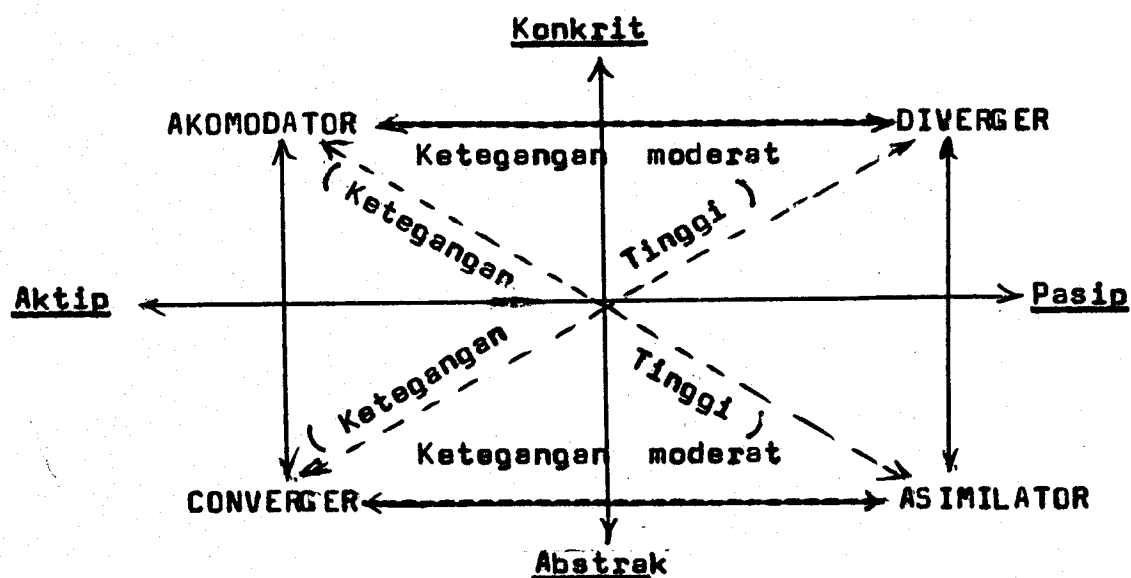 Konkrit
AKOMODATOR DIVERGER
Ketegangan moderat
( Ketegangan Tinggi )
Aktip Pasip
( Ketegangan Tinggi )
Ketegangan moderat
CONVERGER ASIMILATOR
Abstrak